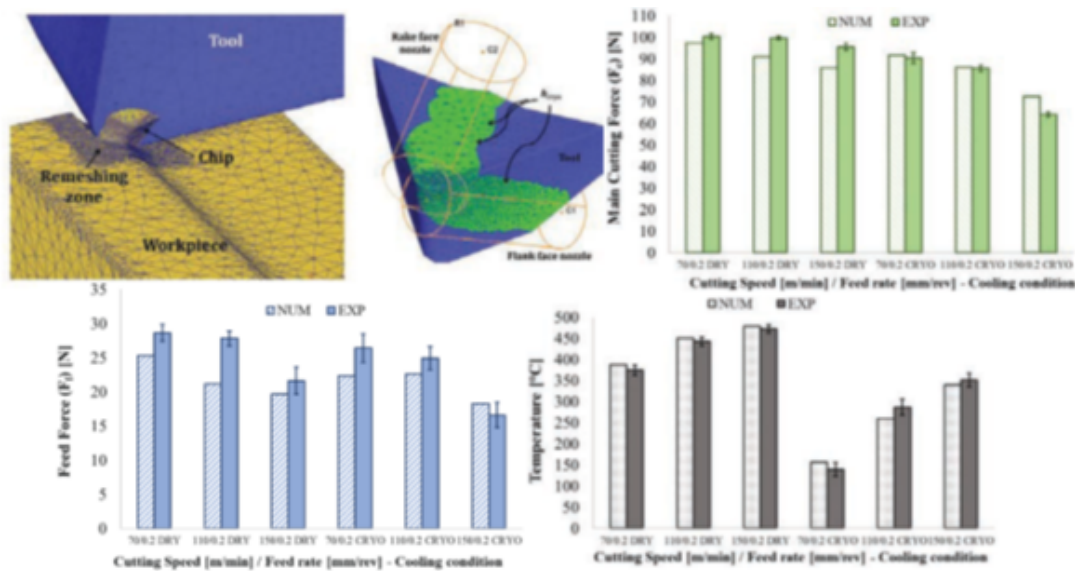 Tool
Chip
Remeshing
zone
Workpiece
Rake face
nozzle
G2
Tool
G1
Flank face nozzle
NUM EXP
Main Cutting Force (Fc) [N]
110
100
90
80
70
60
50
40
30
20
10
0
70/0.2 DRY 110/0.2 DRY 150/0.2 DRY 70/0.2 CRYO 110/0.2 CRYO 150/0.2 CRYO
Cutting Speed [m/min] / Feed rate [mm/rev] - Cooling condition
NUM EXP
Feed Force (Ff) [N]
35
30
25
20
15
10
5
0
70/0.2 DRY 110/0.2 DRY 150/0.2 DRY 70/0.2 CRYO 110/0.2 CRYO 150/0.2 CRYO
Cutting Speed [m/min] / Feed rate [mm/rev] - Cooling condition
NUM EXP
Temperature [°C]
500
450
400
350
300
250
200
150
100
50
0
70/0.2 DRY 110/0.2 DRY 150/0.2 DRY 70/0.2 CRYO 110/0.2 CRYO 150/0.2 CRYO
Cutting Speed [m/min] / Feed rate [mm/rev] - Cooling condition